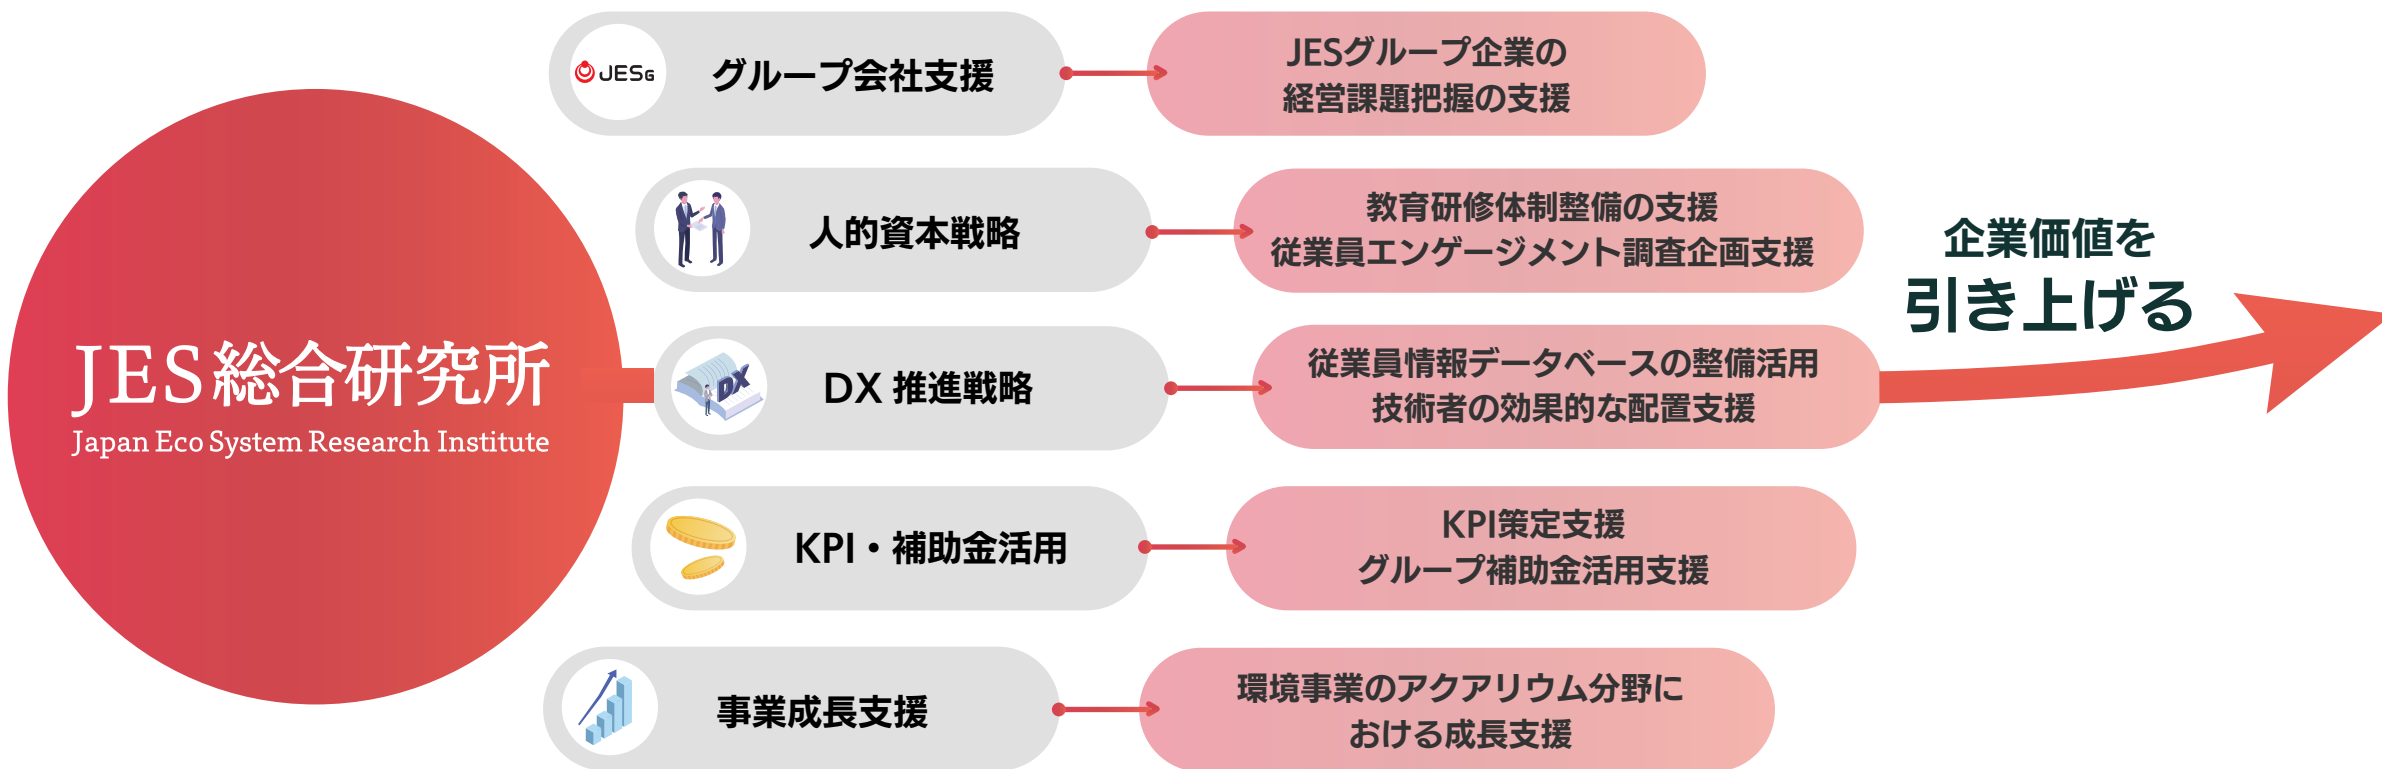 JES総合研究所
Japan Eco System Research Institute
JESG
グループ会社支援
JESグループ企業の
経営課題把握の支援
人的資本戦略
教育研修体制整備の支援
従業員エンゲージメント調査企画支援
DX
DX 推進戦略
従業員情報データベースの整備活用
技術者の効果的な配置支援
KPI・補助金活用
KPI策定支援
グループ補助金活用支援
事業成長支援
環境事業のアクアリウム分野に
おける成長支援
企業価値を
引き上げる